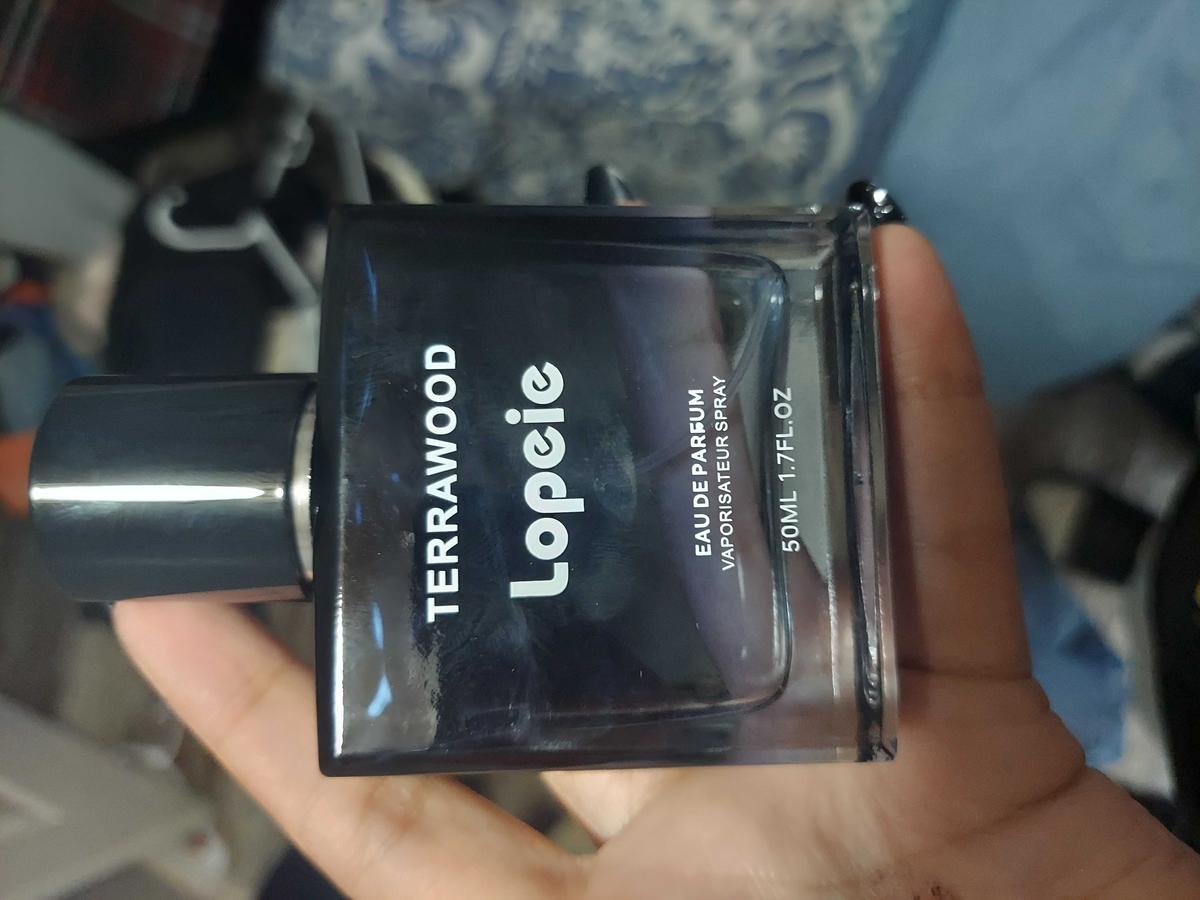 TERRAWOOD
Lopeie
EAU DE PARFUM
VAPORISATEUR SPRAY
50ML 1.7FL.OZ